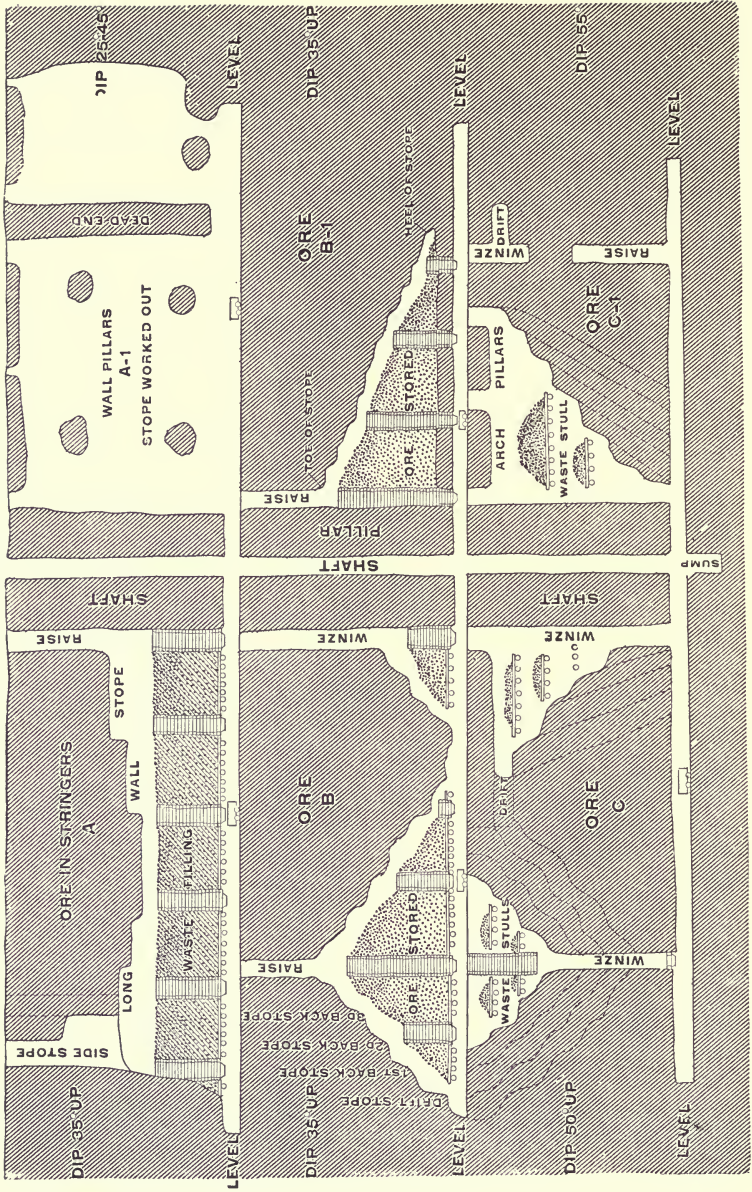 DIP 25-45°
LEVEL
DEAD-END
WALL PILLARS
A-1
STOPE WORKED OUT
SHAFT
RAISE
STOPE
WALL
LONG
WASTE FILLING
ORE IN STRINGERS
A
SIDE STOPE
DIP 35° UP
LEVEL
DIP 35° UP
LEVEL
HEEL OF STOPE
ORE
B-1
TOE OF STOPE
RAISE
ORE STORED
PILLAR
SHAFT
WINZE
ORE
B
RAISE
ORE STORED
3D BACK STOPE
2D BACK STOPE
1ST BACK STOPE
DRIFT STOPE
DIP 35° UP
LEVEL
DIP 55°
LEVEL
DRIFT
WINZE
RAISE
ORE
C-1
ARCH PILLARS
WASTE STULL
SUMP
SHAFT
WINZE
DRIFT
ORE
C
WASTE STULLS
WINZE
DIP 50° UP
LEVEL